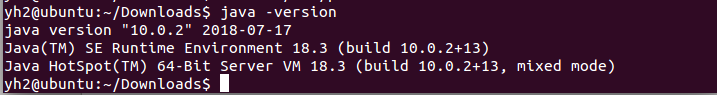 yh2@ubuntu:~/Downloads$ java -version
java version "10.0.2" 2018-07-17
Java(TM) SE Runtime Environment 18.3 (build 10.0.2+13)
Java HotSpot(TM) 64-Bit Server VM 18.3 (build 10.0.2+13, mixed mode)
yh2@ubuntu:~/Downloads$